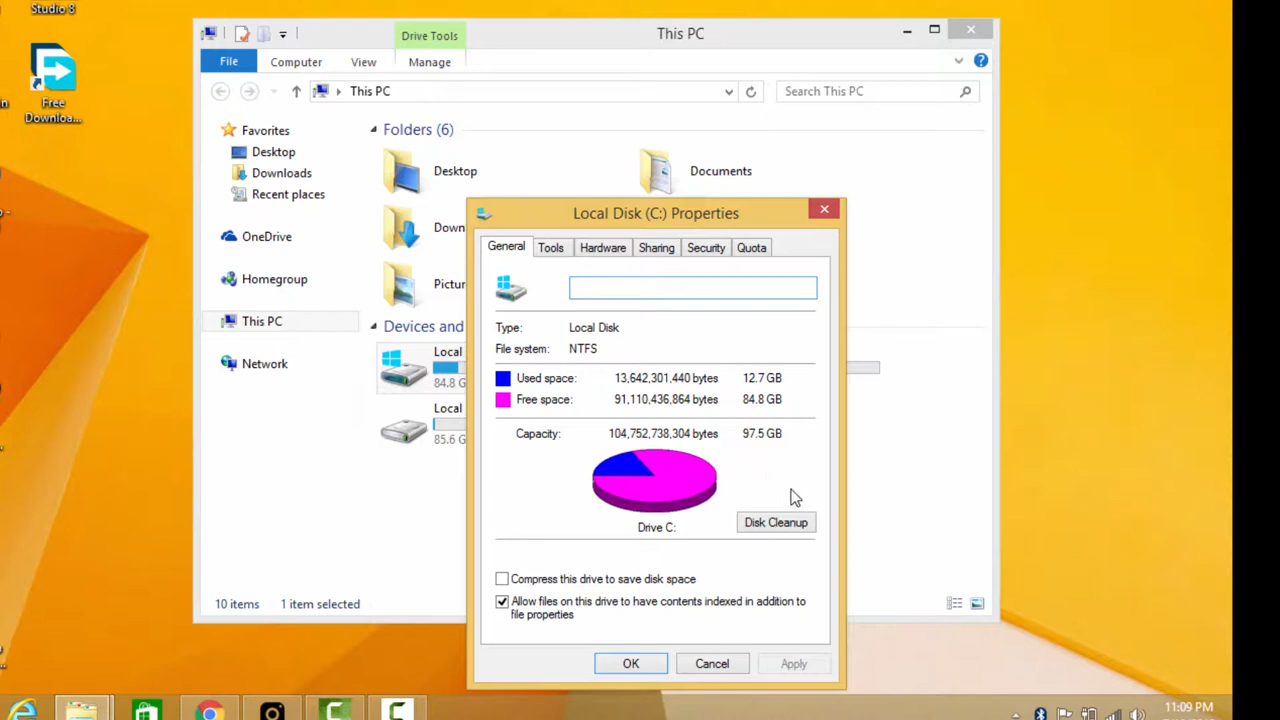 Studio 8
Free
Downloa...
Drive Tools
This PC
File
Computer
View
Manage
This PC
Search This PC
Favorites
Desktop
Downloads
Recent places
OneDrive
Homegroup
This PC
Network
Folders (6)
Desktop
Documents
Down
Pictur
Devices and
Local
84.8 G
Local
85.6 G
10 items
1 item selected
Local Disk (C:) Properties
General
Tools
Hardware
Sharing
Security
Quota
Type: Local Disk
File system: NTFS
Used space: 13,642,301,440 bytes 12.7 GB
Free space: 91,110,436,864 bytes 84.8 GB
Capacity: 104,752,738,304 bytes 97.5 GB
Drive C:
Disk Cleanup
Compress this drive to save disk space
Allow files on this drive to have contents indexed in addition to
file properties
OK
Cancel
Apply
11:09 PM